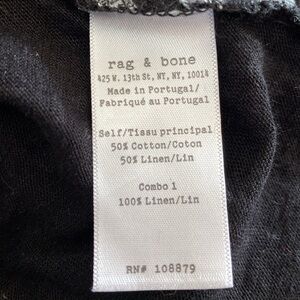 rag & bone
425 W. 13th St, NY, NY, 10014
Made in Portugal/
Fabriqué au Portugal
Self/Tissu principal
50% Cotton/Coton
50% Linen/Lin
Combo 1
100% Linen/Lin
RN# 108879